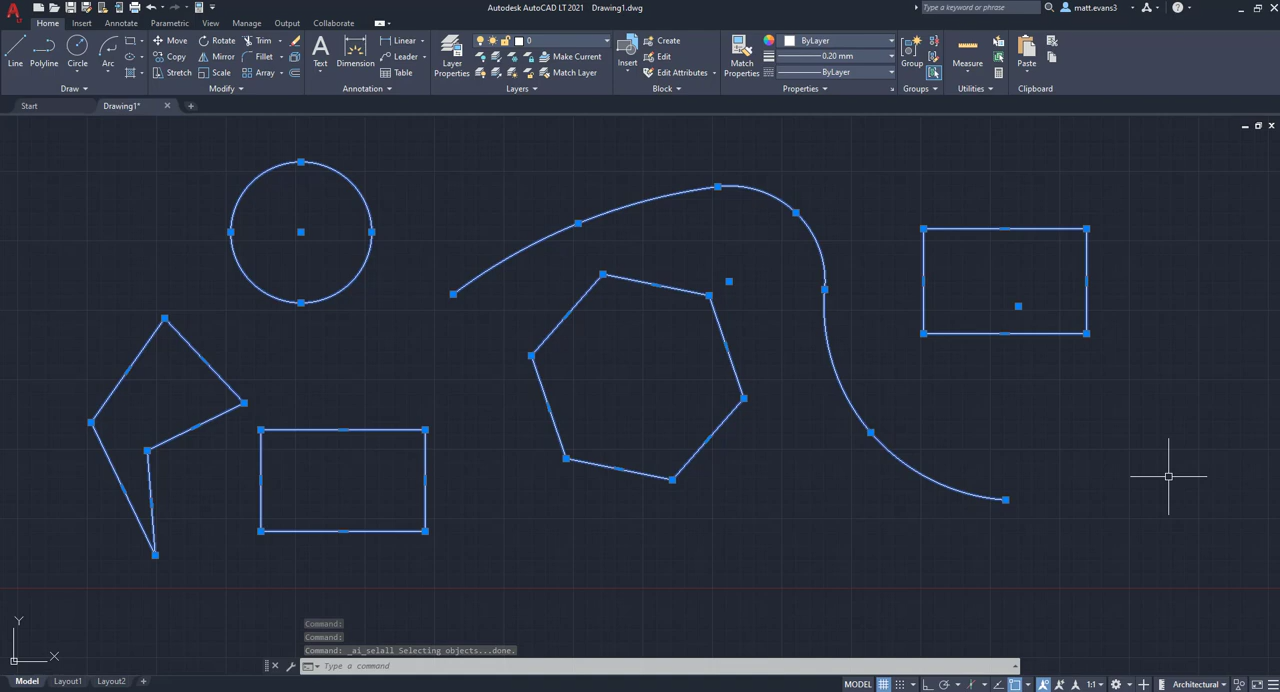 Autodesk AutoCAD LT 2021 Drawing1.dwg
Type a keyword or phrase
matt.evans3
Home Insert Annotate Parametric View Manage Output Collaborate
Line Polyline Circle Arc
Move Rotate Trim
Copy Mirror Fillet
Stretch Scale Array
Text Dimension
Linear
Leader
Table
Layer Properties
0
Make Current
Match Layer
Insert
Create
Edit
Edit Attributes
Match Properties
ByLayer
0.20 mm
ByLayer
Group
Measure
Paste
Draw Modify Annotation Layers Block Properties Groups Utilities Clipboard
Start Drawing1*
Y
X
Command:
Command:
Command: _ai_selall Selecting objects...done.
Type a command
Model Layout1 Layout2
MODEL 1:1 Architectural